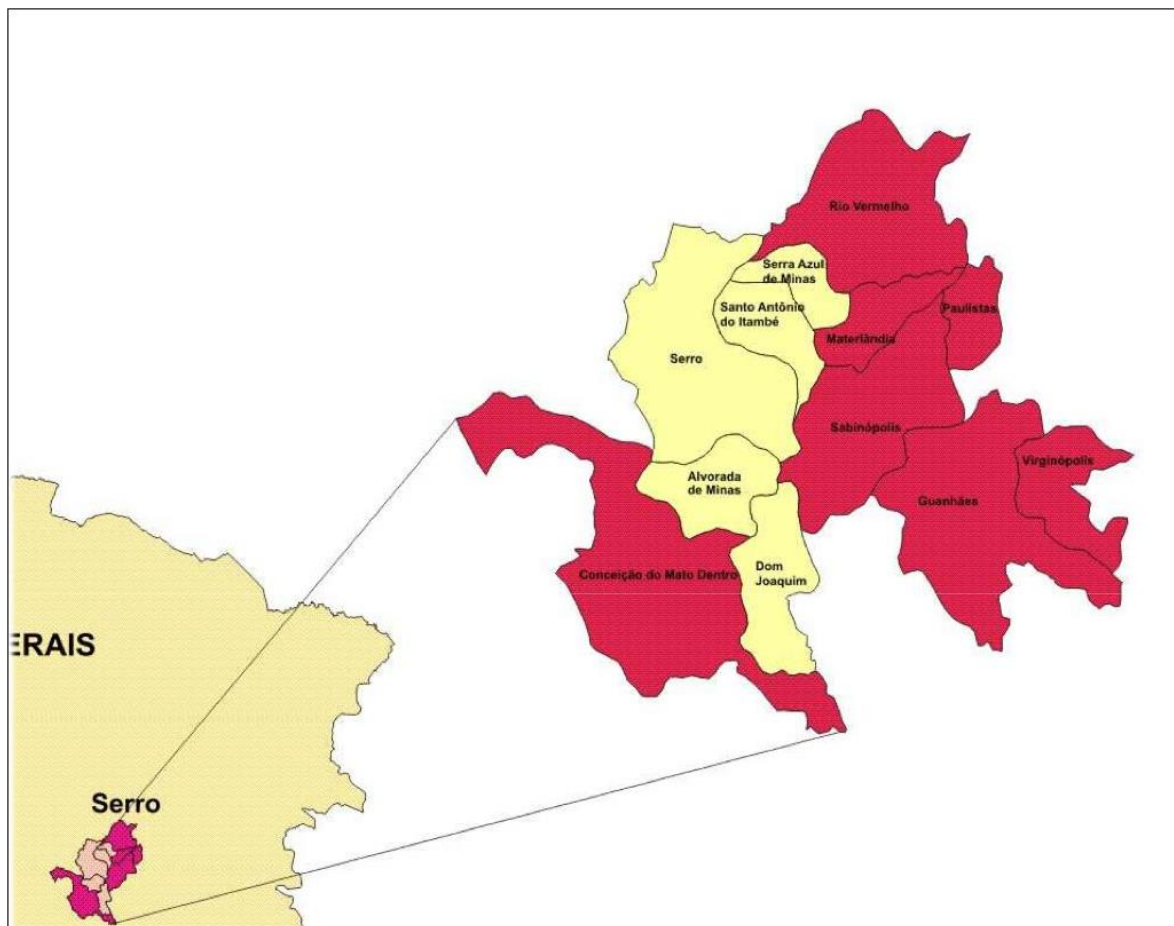 Rio Vermelho
Serra Azul
de Minas
Santo Antônio
do Itambé
Paulistas
Materlândia
Serro
Sabinópolis
Virginópolis
Alvorada
de Minas
Guanhães
Dom
Joaquim
Conceição do Mato Dentro
ERAIS
Serro